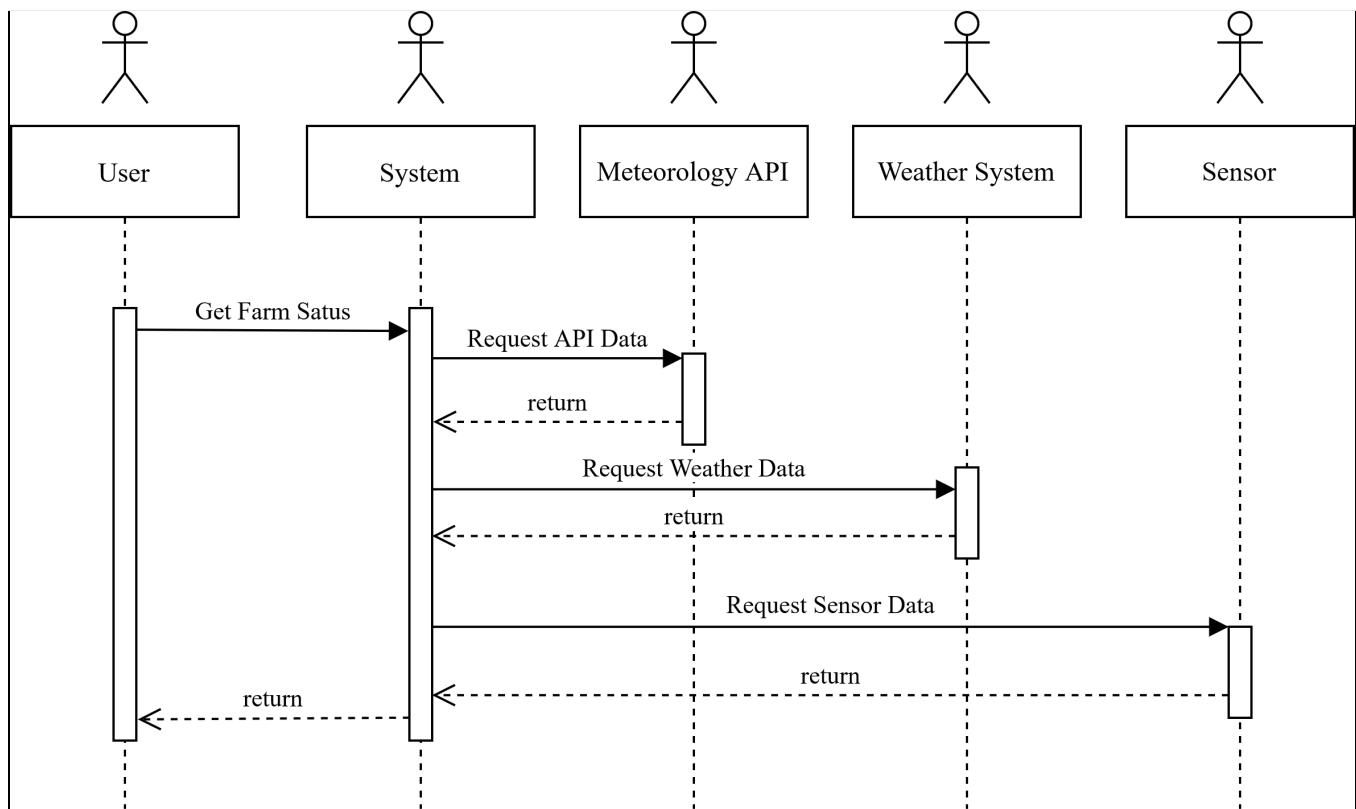 User
System
Meteorology API
Weather System
Sensor
Get Farm Satus
Request API Data
return
Request Weather Data
return
Request Sensor Data
return
return